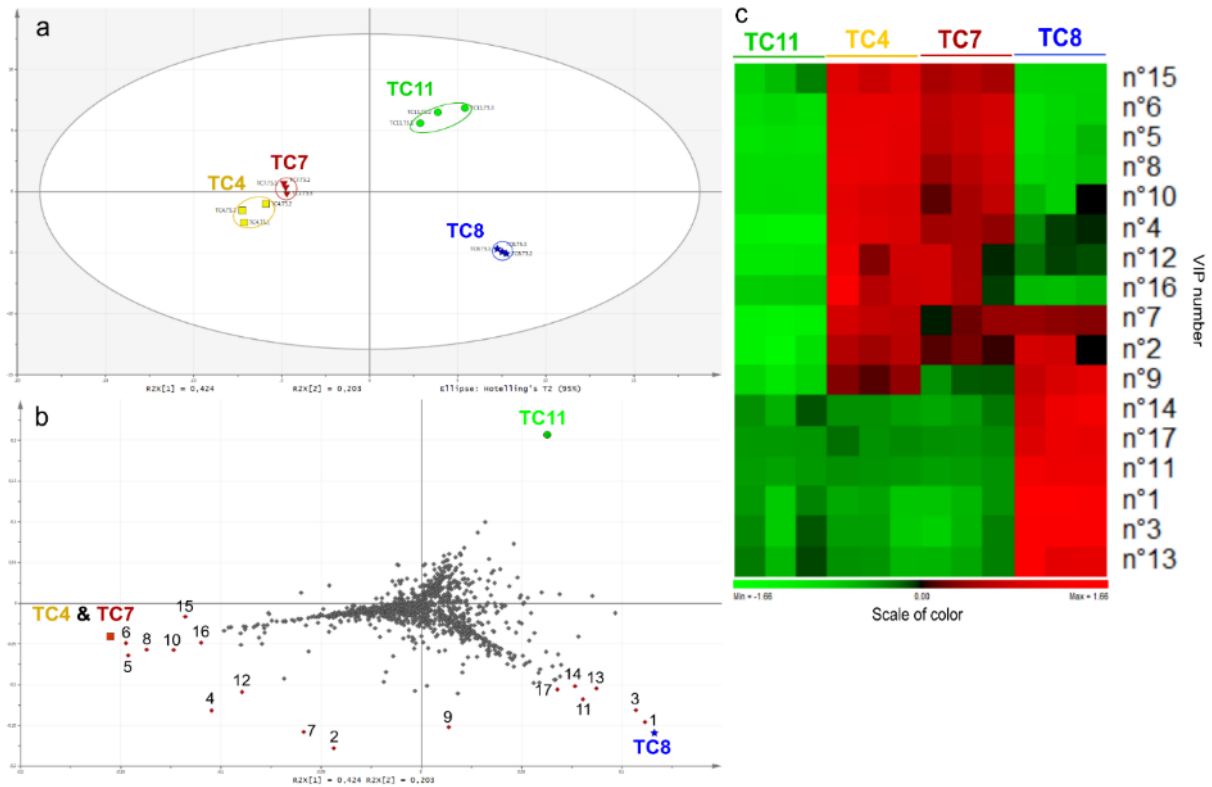 a
TC11
TC7
TC4
TC8
R2X[1] = 0,424 R2X[2] = 0,203 Ellipse: Hotelling's T2 (95%)
b
TC11
TC4 & TC7
15
6
8
10
16
5
12
4
7
2
9
17
14
13
11
3
1
TC8
R2X[1] = 0,424 R2X[2] = 0,203
c
TC11 TC4 TC7 TC8
n°15
n°6
n°5
n°8
n°10
n°4
n°12
n°16
n°7
n°2
n°9
n°14
n°17
n°11
n°1
n°3
n°13
VIP number
Min = -1.66 0.00 Max = 1.66
Scale of color